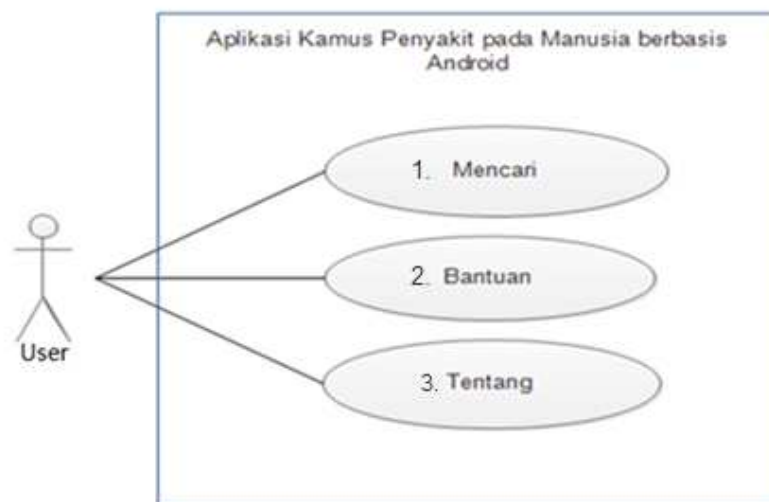 Aplikasi Kamus Penyakit pada Manusia berbasis
Android
1. Mencari
2. Bantuan
3. Tentang
User